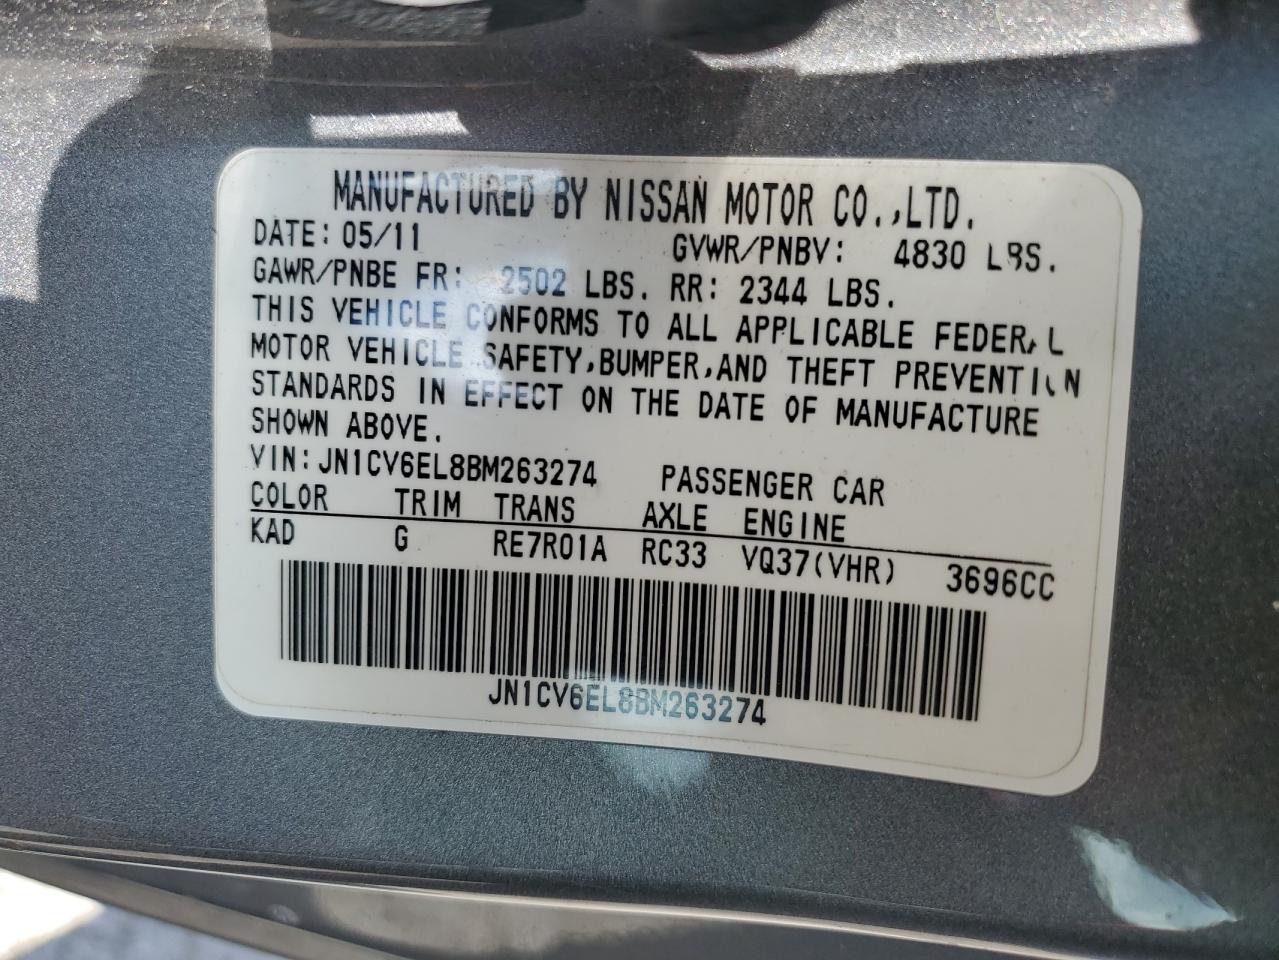 MANUFACTURED BY NISSAN MOTOR CO.,LTD.
DATE: 05/11 GVWR/PNBV: 4830 LBS.
GAWR/PNBE FR: 2502 LBS. RR: 2344 LBS.
THIS VEHICLE CONFORMS TO ALL APPLICABLE FEDERAL
MOTOR VEHICLE SAFETY,BUMPER,AND THEFT PREVENTION
STANDARDS IN EFFECT ON THE DATE OF MANUFACTURE
SHOWN ABOVE.
VIN:JN1CV6EL8BM263274 PASSENGER CAR
COLOR TRIM TRANS AXLE ENGINE
KAD G RE7R01A RC33 VQ37(VHR) 3696CC
JN1CV6EL8BM263274